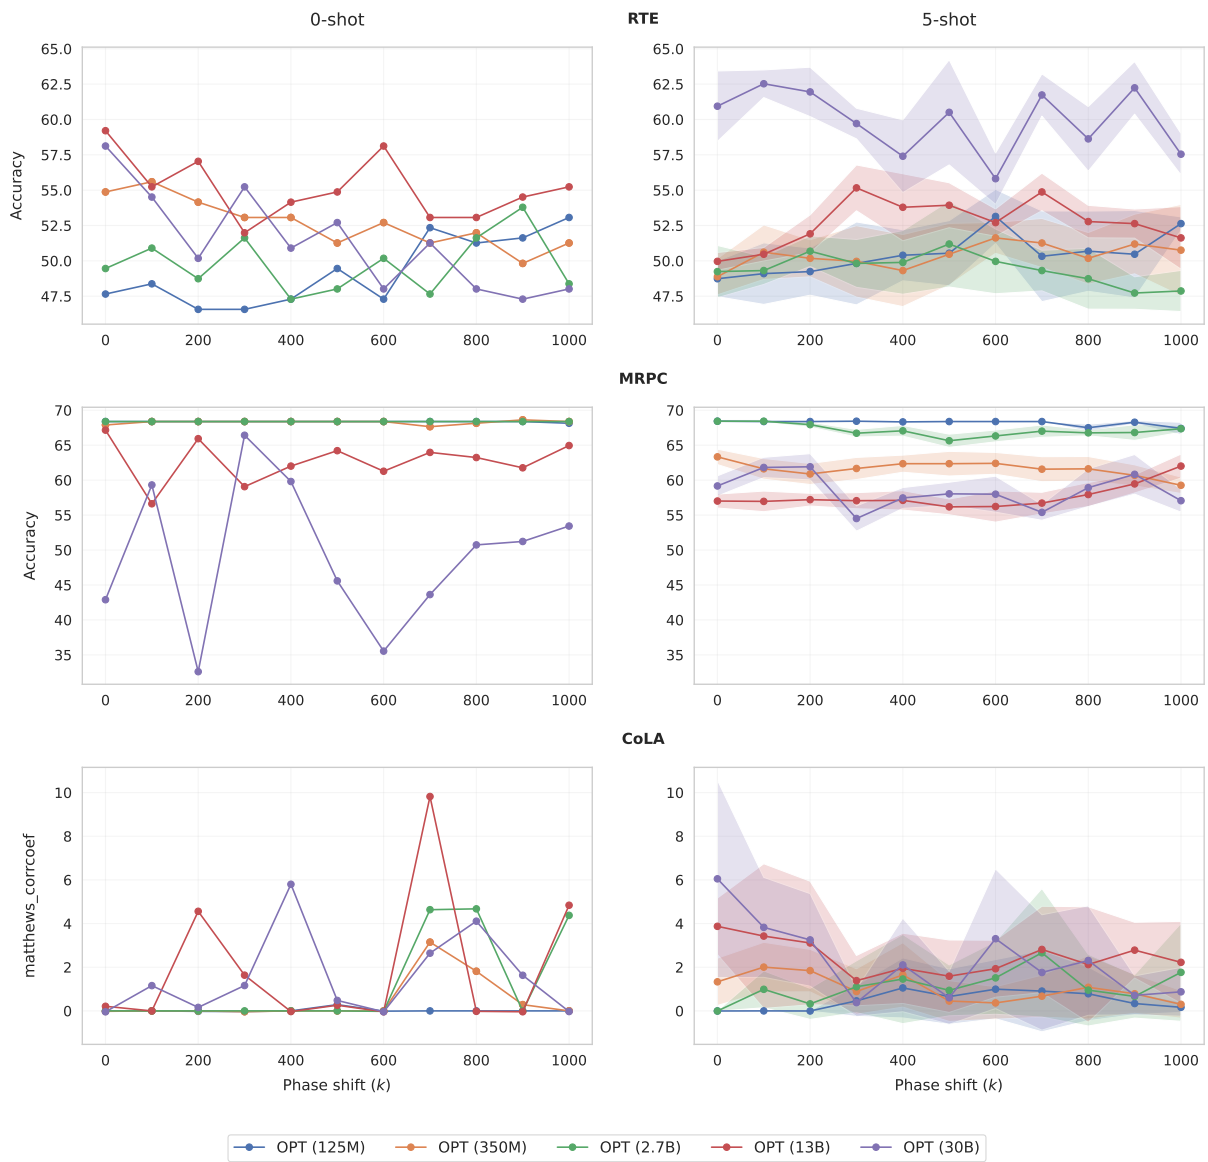 0-shot RTE 5-shot
65.0 65.0
62.5 62.5
60.0 60.0
57.5 57.5
55.0 55.0
52.5 52.5
50.0 50.0
47.5 47.5
Accuracy
0 200 400 600 800 1000 0 200 400 600 800 1000
MRPC
70 70
65 65
60 60
55 55
50 50
45 45
40 40
35 35
Accuracy
0 200 400 600 800 1000 0 200 400 600 800 1000
CoLA
10 10
8 8
6 6
4 4
2 2
0 0
matthews_corrcoef
0 200 400 600 800 1000 0 200 400 600 800 1000
Phase shift (k) Phase shift (k)
OPT (125M) OPT (350M) OPT (2.7B) OPT (13B) OPT (30B)